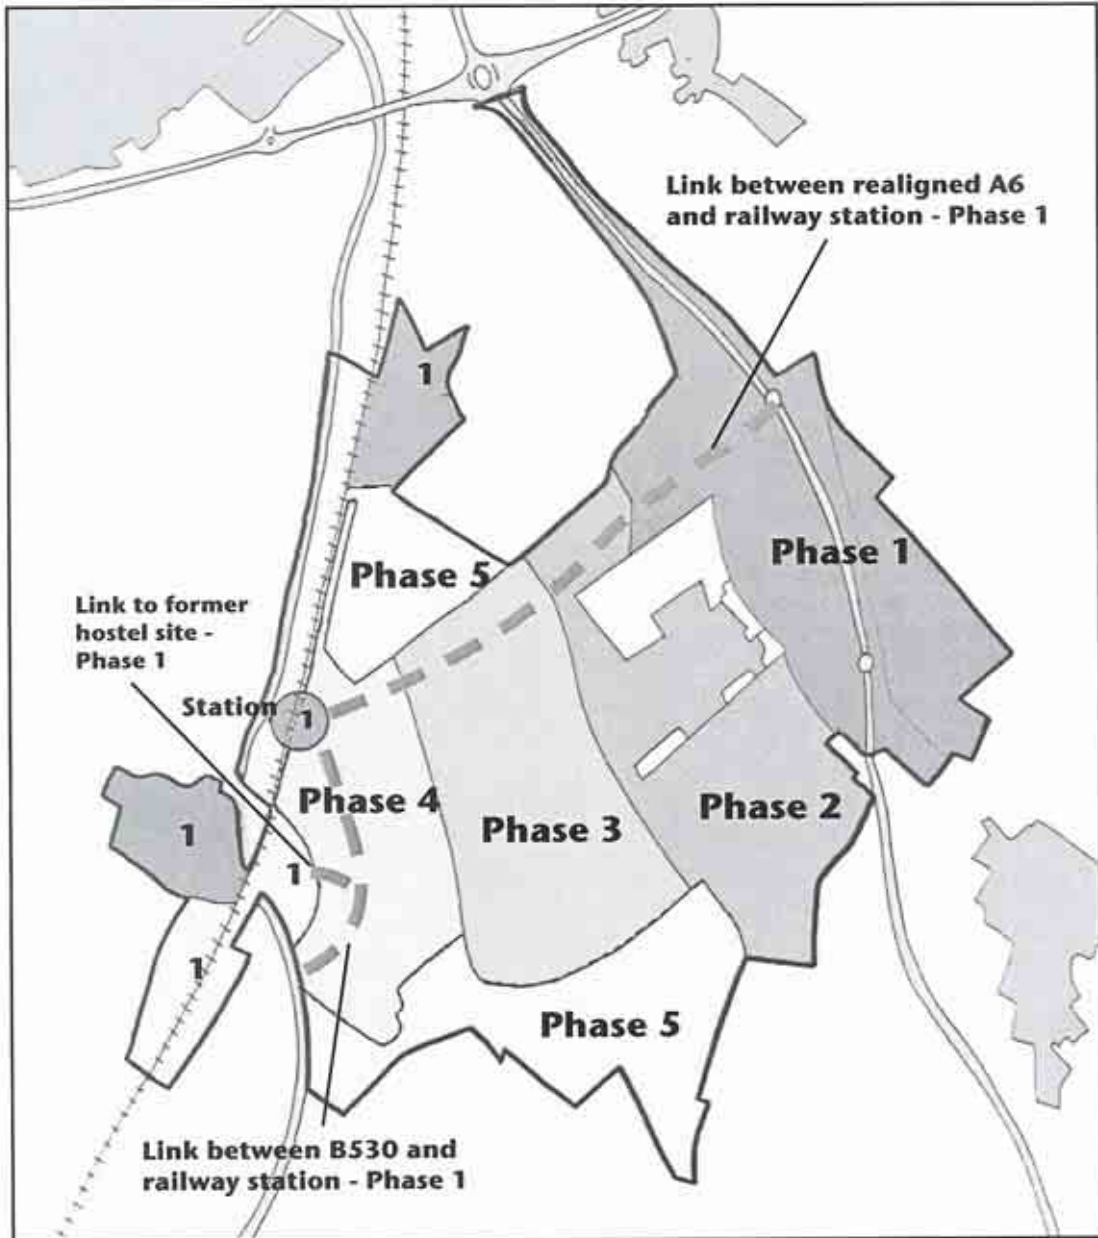 Link between realigned A6
and railway station - Phase 1
1
Phase 1
Phase 5
Link to former
hostel site -
Phase 1
Station
1
Phase 4
Phase 3
Phase 2
1
1
1
Phase 5
Link between B530 and
railway station - Phase 1